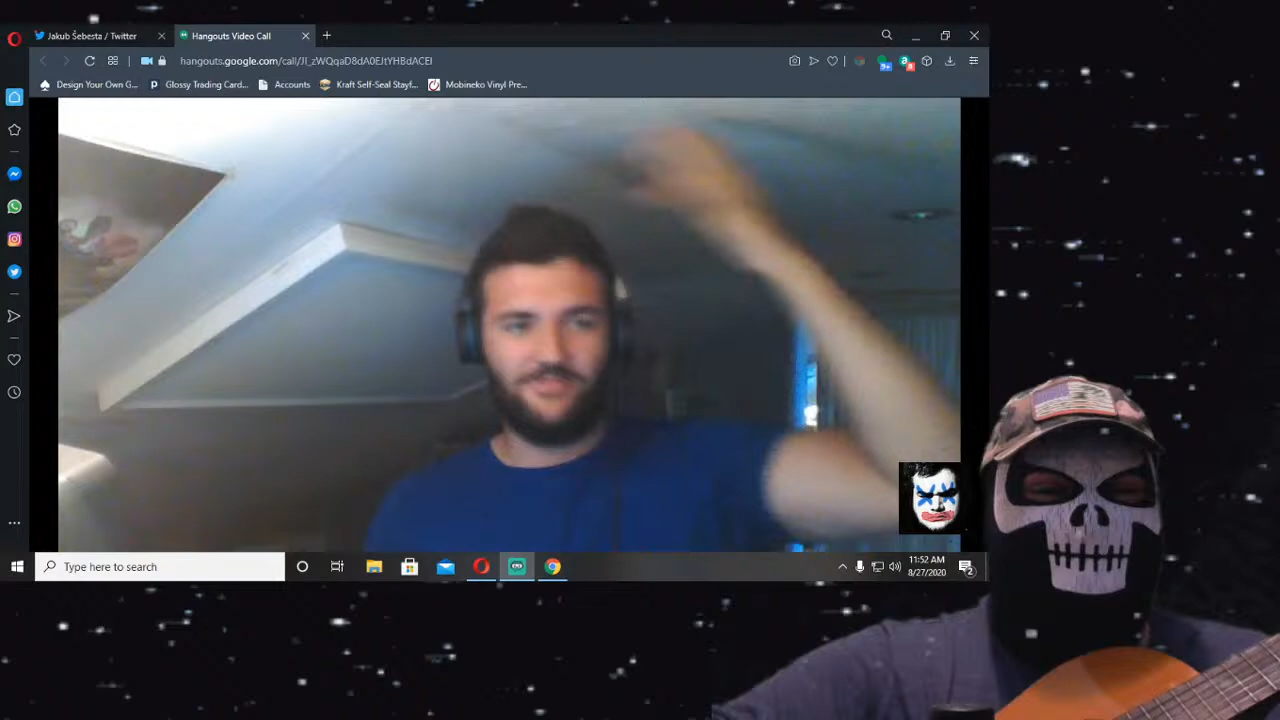 Jakub Šebesta / Twitter
Hangouts Video Call
hangouts.google.com/call/JI_zWQqaD8dA0EJtYHBdACEI
Design Your Own G...
Glossy Trading Card...
Accounts
Kraft Self-Seal Stayf...
Mobineko Vinyl Pre...
Type here to search
11:52 AM
8/27/2020
2